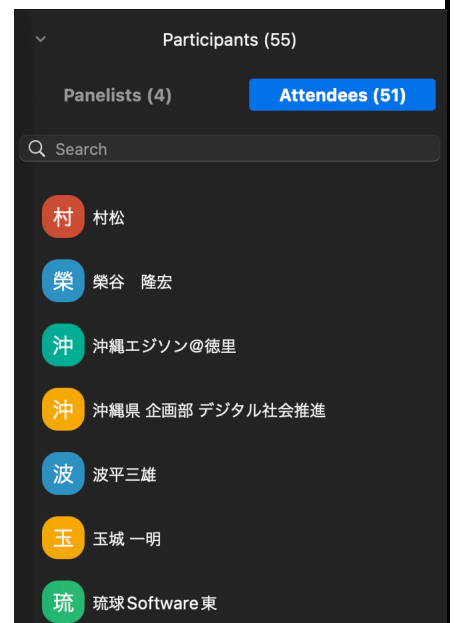 Participants (55)
Panelists (4)
Attendees (51)
Search
村 村松
榮 榮谷　隆宏
沖 沖縄エジソン@徳里
沖 沖縄県 企画部 デジタル社会推進
波 波平三雄
玉 玉城 一明
琉 琉球Software東